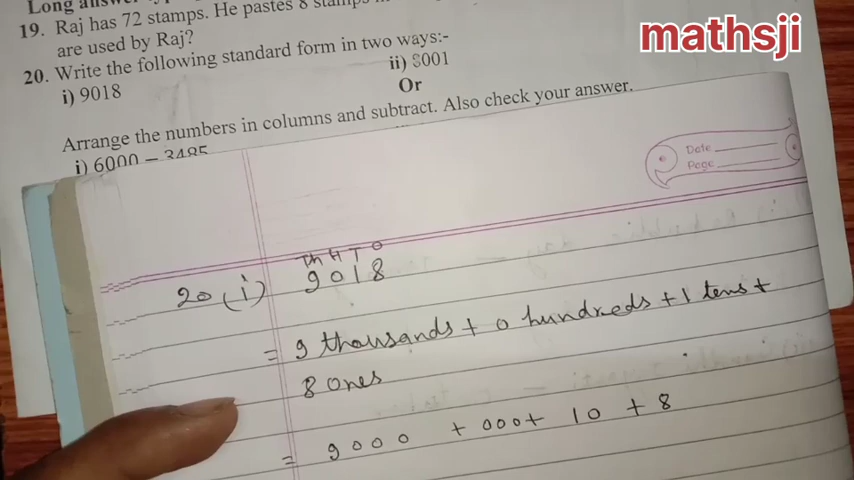 Long answer
19. Raj has 72 stamps. He pastes 8 stamps
are used by Raj?
20. Write the following standard form in two ways:-
i) 9018 ii) 8001
Or
Arrange the numbers in columns and subtract. Also check your answer.
i) 6000 – 3485
mathsji
Date
Page
Th H T O
20 (i) 9018
= 9 thousands + 0 hundreds + 1 tens +
8 ones
= 9000 + 000 + 10 + 8